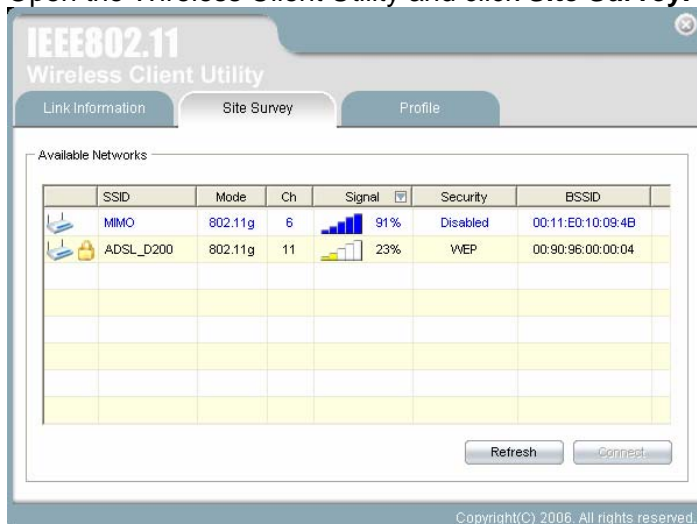 Open the Wireless Client Utility and click Site Survey.
IEEE802.11
Wireless Client Utility
Link Information Site Survey Profile
Available Networks
SSID Mode Ch Signal Security BSSID
MIMO 802.11g 6 91% Disabled 00:11:E0:10:09:4B
ADSL_D200 802.11g 11 23% WEP 00:90:96:00:00:04
Refresh Connect
Copyright(C) 2006. All rights reserved